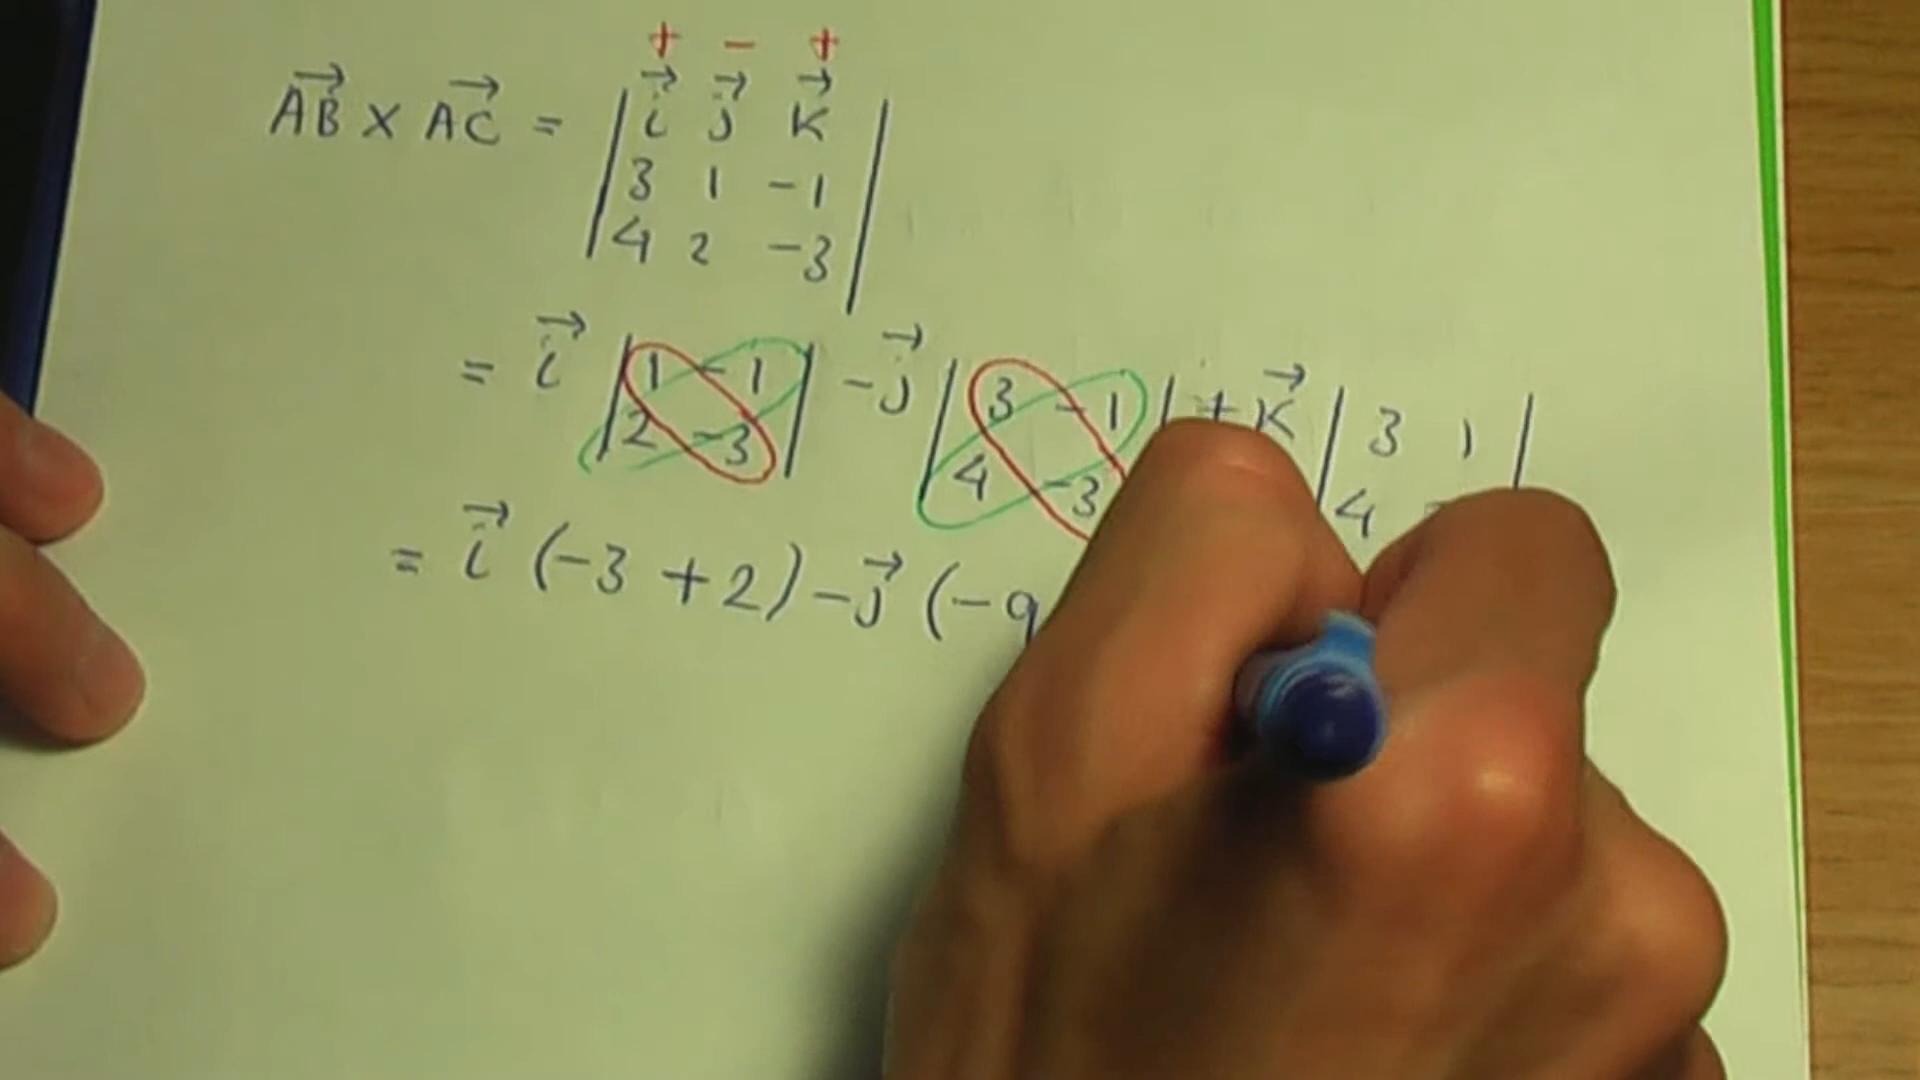 + − +
→AB × →AC = | →i →j →k |
| 3 1 −1 |
| 4 2 −3 |
= →i | 1 −1 | − →j | 3 −1 | + →k | 3 1 |
| 2 −3 | | 4 −3 | 4
= →i (−3 + 2) − →j (−9